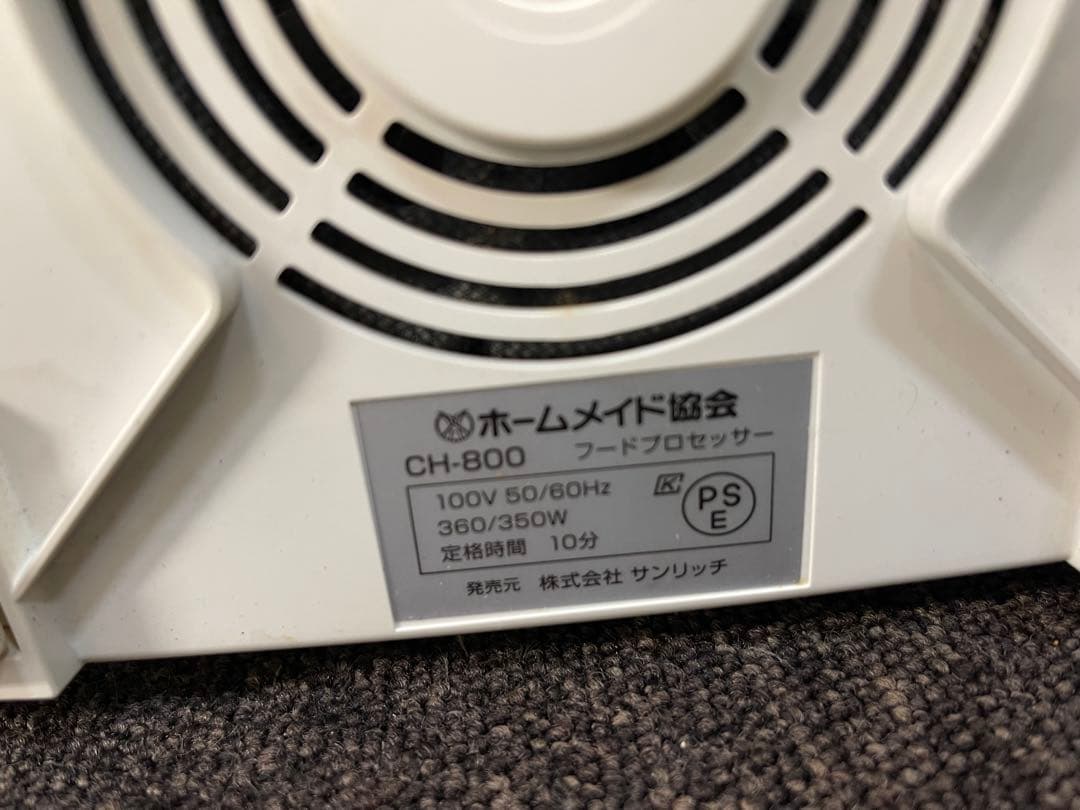 ホームメイド協会
CH-800 フードプロセッサー
100V 50/60Hz
360/350W
定格時間 10分
K
PS
E
発売元 株式会社 サンリッチ